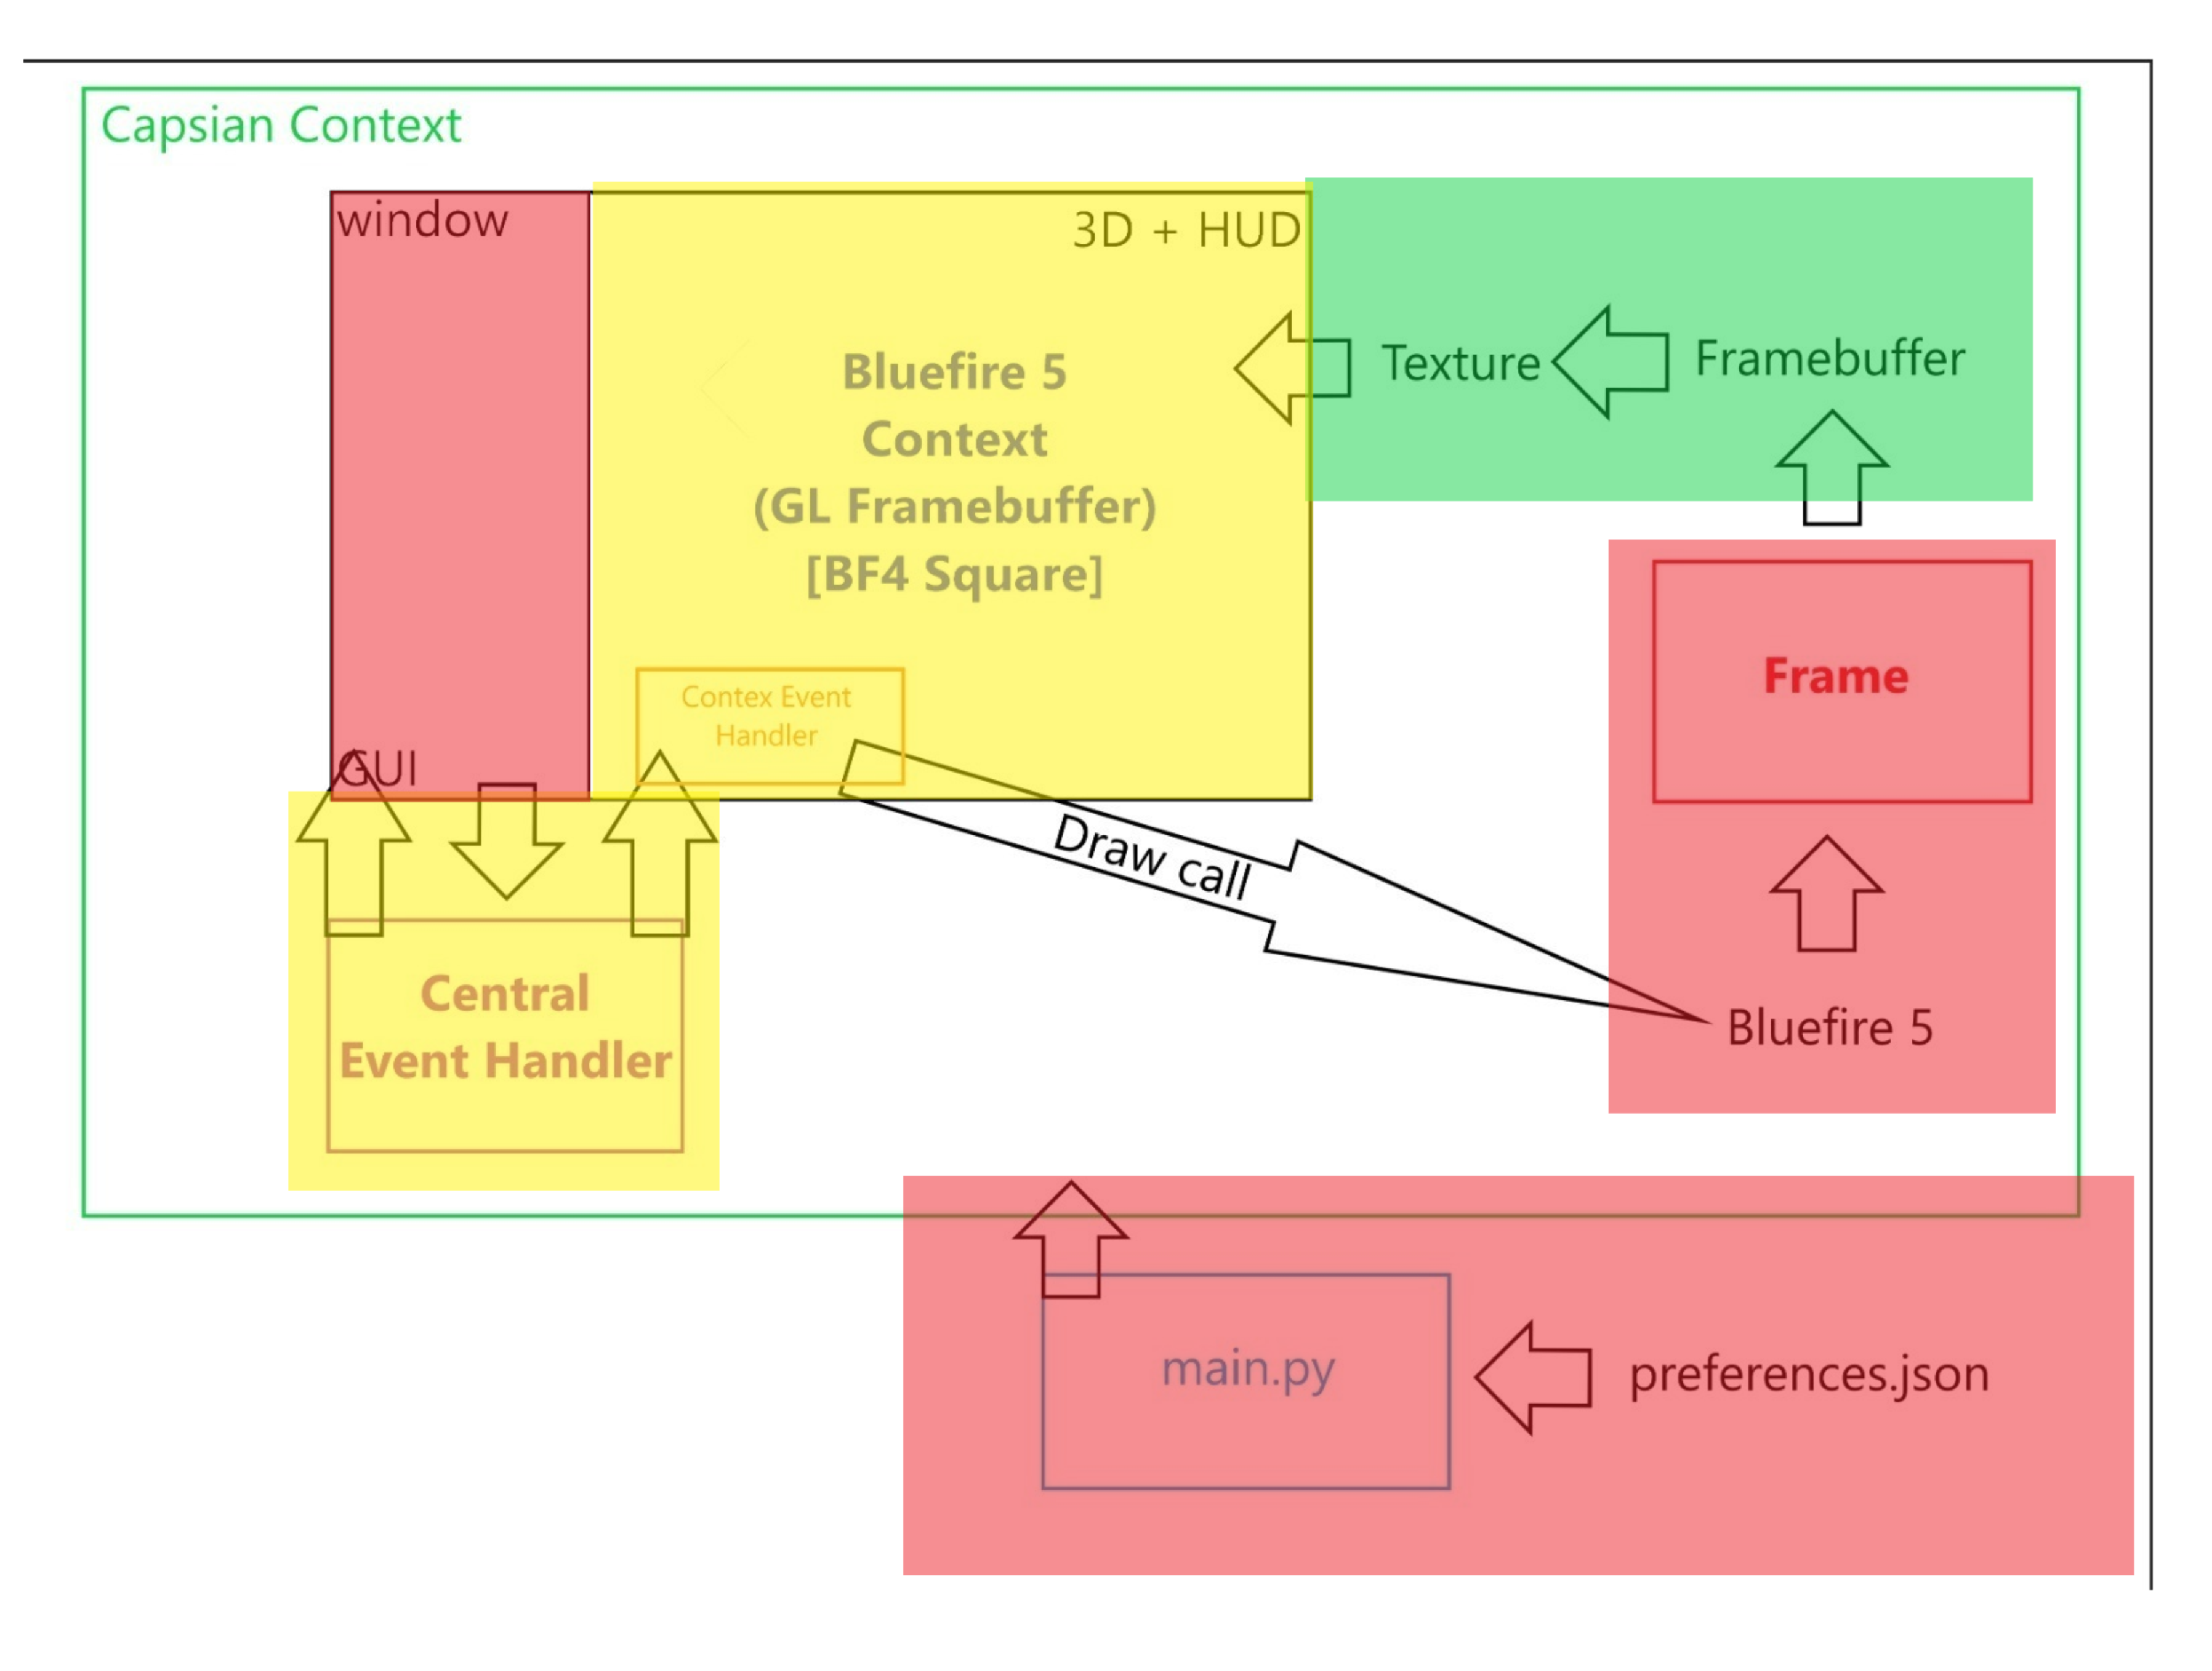 Capsian Context
window
3D + HUD
Bluefire 5
Context
(GL Framebuffer)
[BF4 Square]
Texture
Framebuffer
Contex Event
Handler
GUI
Draw call
Frame
Central
Event Handler
Bluefire 5
main.py
preferences.json